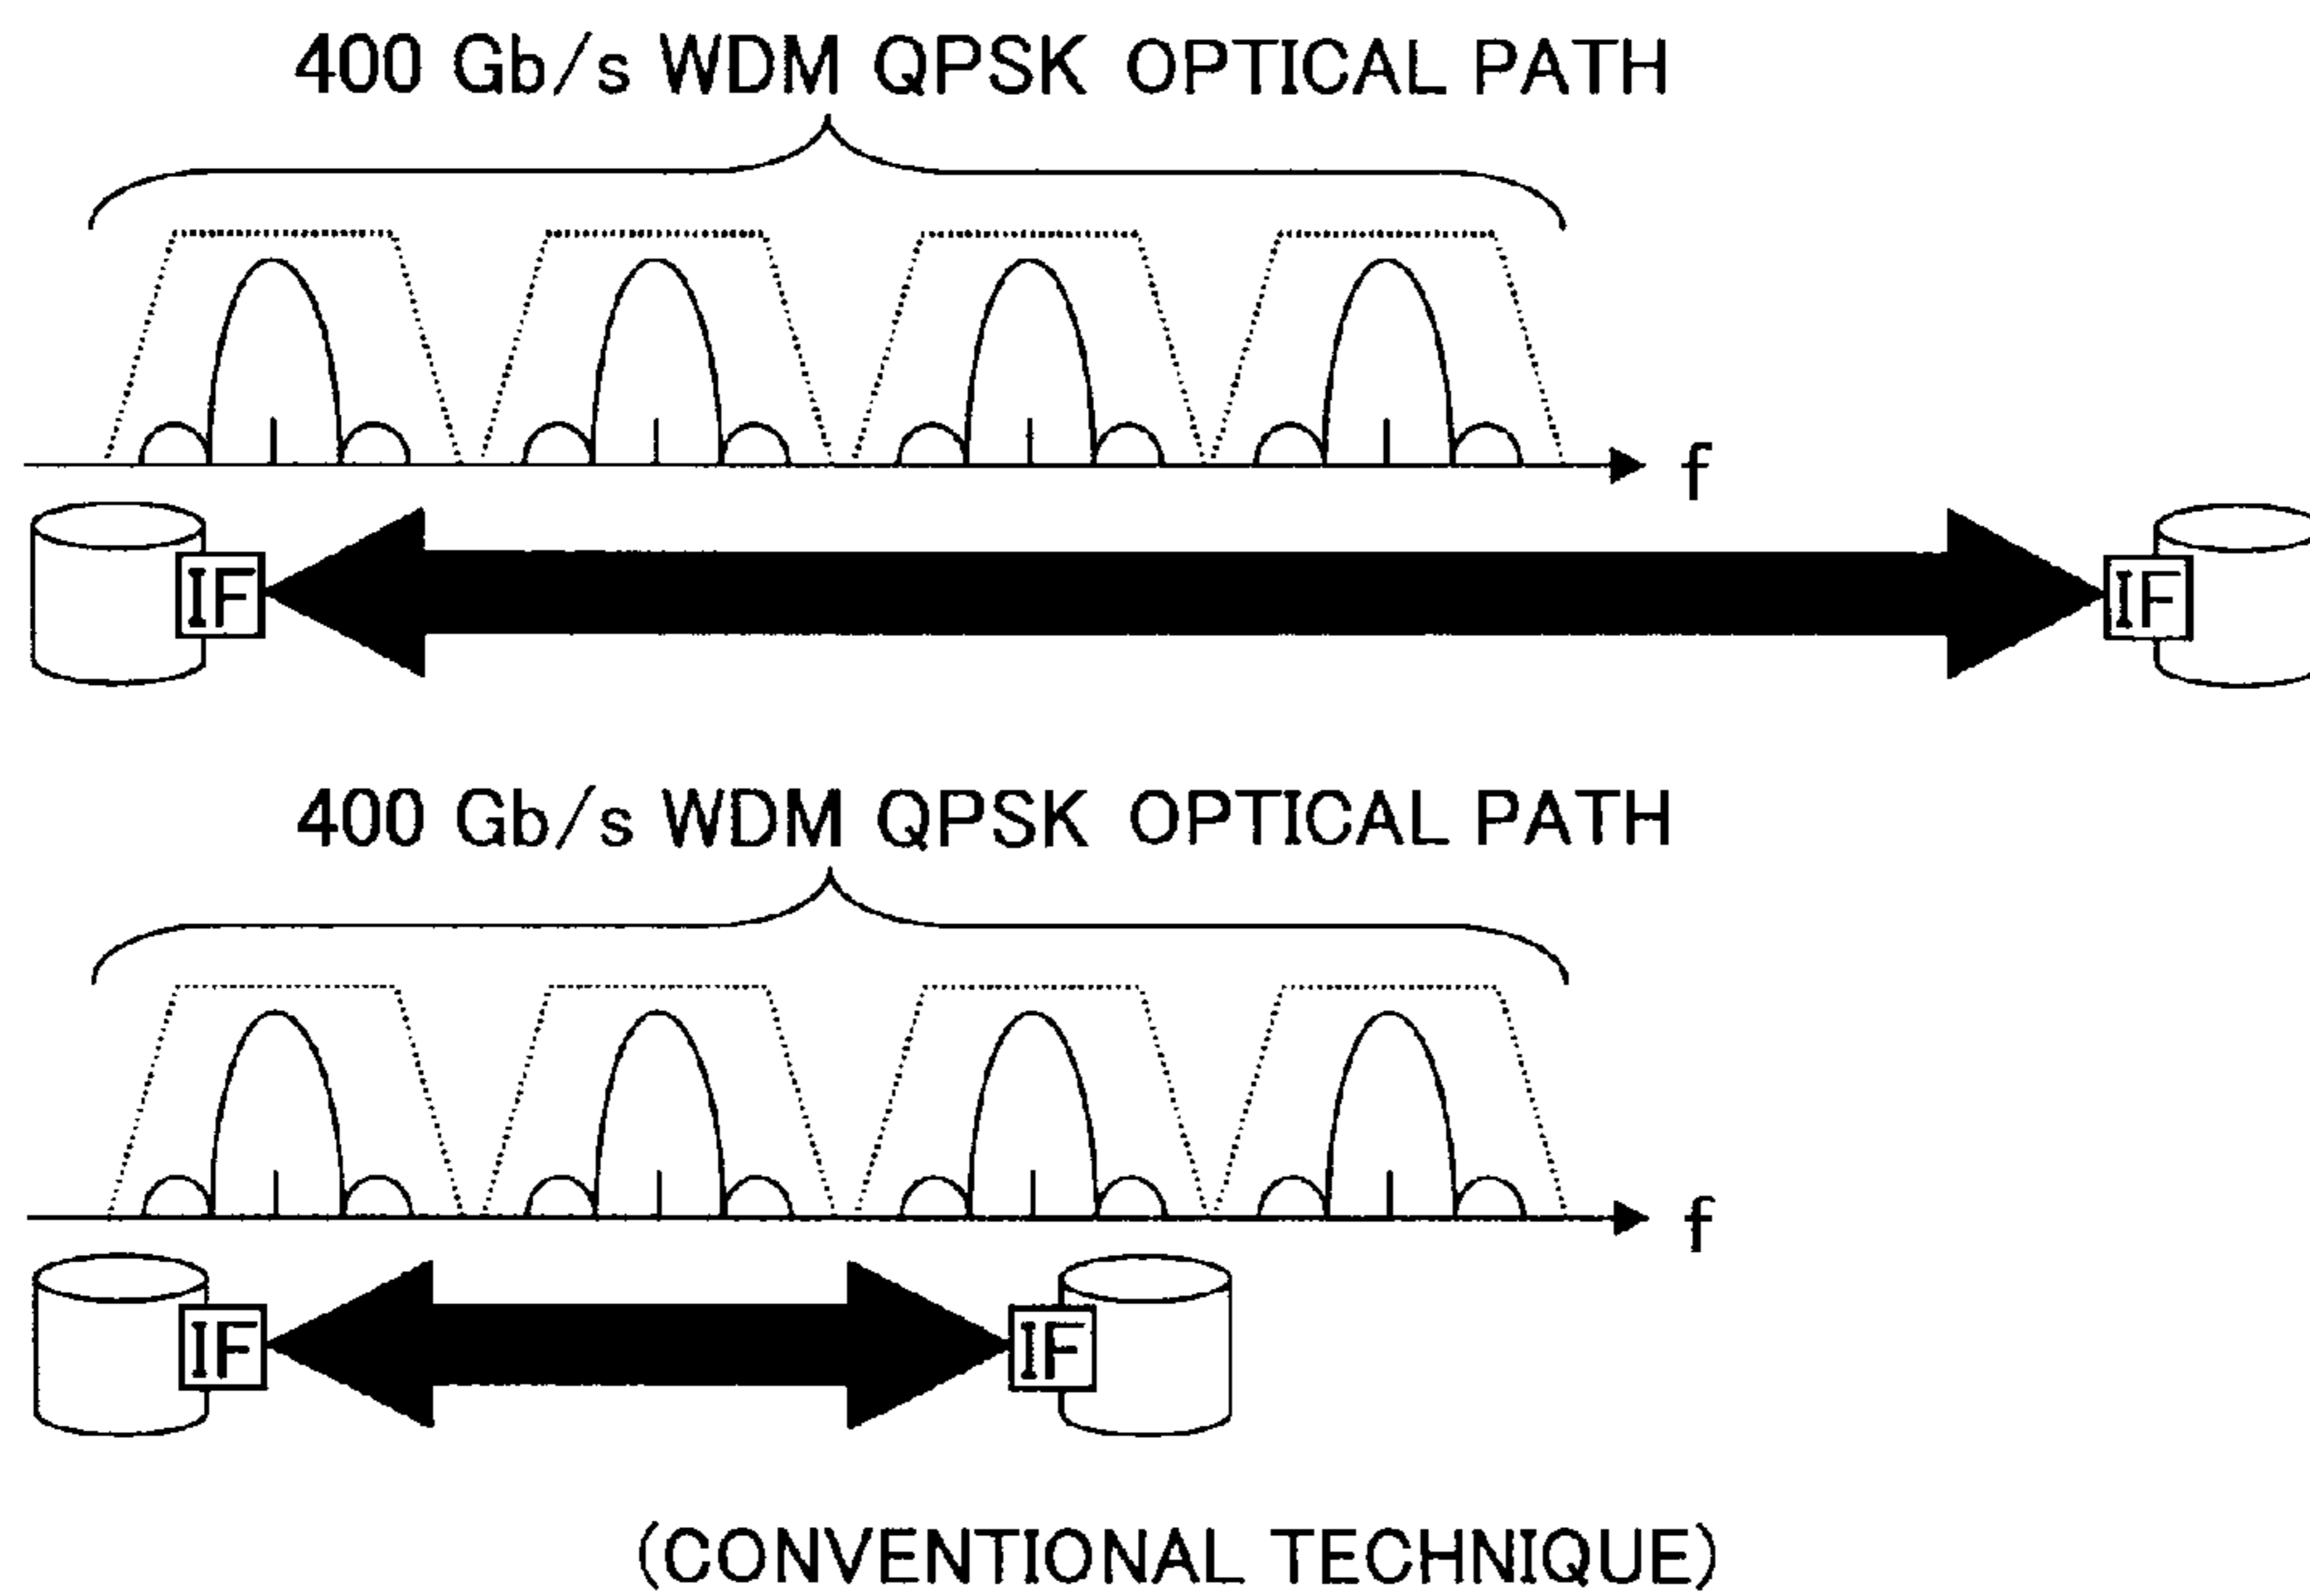 400 Gb/s WDM QPSK OPTICAL PATH
f
IF
IF
400 Gb/s WDM QPSK OPTICAL PATH
f
IF
IF
(CONVENTIONAL TECHNIQUE)